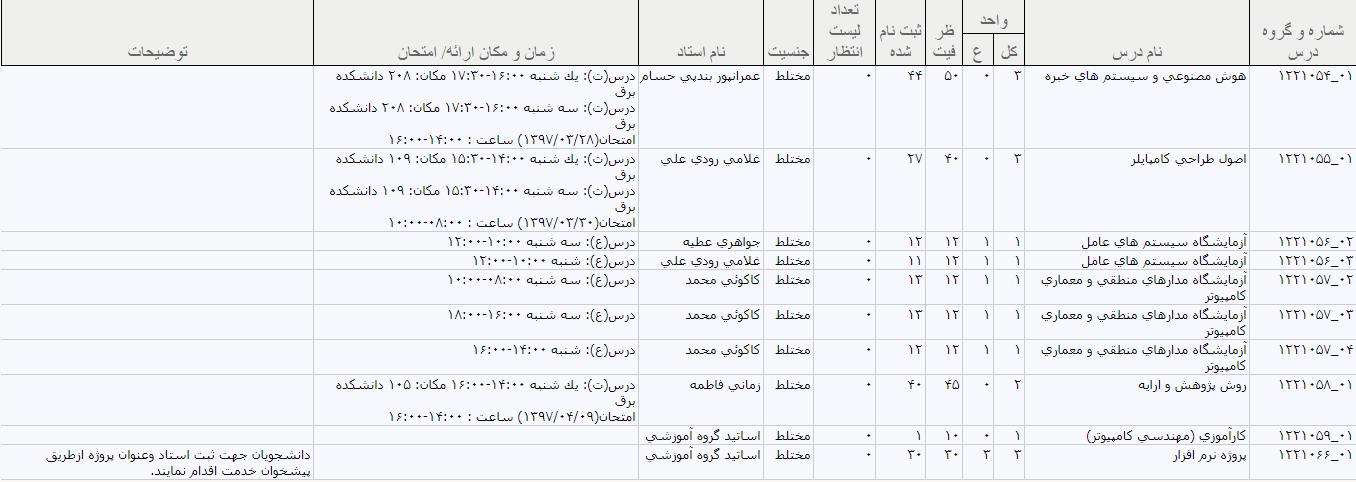 شماره و گروه درس
نام درس
واحد
کل
ع
ظر فیت
ثبت نام شده
تعداد لیست انتظار
جنسیت
نام استاد
زمان و مکان ارائه/ امتحان
توضیحات
۱۲۲۱۰۵۴_۰۱ هوش مصنوعي و سيستم هاي خبره ۳ ۰ ۵۰ ۴۴ ۰ مختلط عمرانپور بندپي حسام درس(ت): يك شنبه ۱۶:۰۰-۱۷:۳۰ مکان: ۲۰۸ دانشکده
برق
درس(ت): سه شنبه ۱۶:۰۰-۱۷:۳۰ مکان: ۲۰۸ دانشکده
برق
امتحان(۱۳۹۷/۰۳/۲۸) ساعت : ۱۴:۰۰-۱۶:۰۰
۱۲۲۱۰۵۵_۰۱ اصول طراحي كامپايلر ۳ ۰ ۴۰ ۲۷ ۰ مختلط غلامي رودي علي درس(ت): يك شنبه ۱۴:۰۰-۱۵:۳۰ مکان: ۱۰۹ دانشکده
برق
درس(ت): سه شنبه ۱۴:۰۰-۱۵:۳۰ مکان: ۱۰۹ دانشکده
برق
امتحان(۱۳۹۷/۰۳/۳۰) ساعت : ۰۸:۰۰-۱۰:۰۰
۱۲۲۱۰۵۶_۰۲ آزمايشگاه سيستم هاي عامل ۱ ۱ ۱۲ ۱۲ ۰ مختلط جواهري عطيه درس(ع): سه شنبه ۱۰:۰۰-۱۲:۰۰
۱۲۲۱۰۵۶_۰۳ آزمايشگاه سيستم هاي عامل ۱ ۱ ۱۲ ۱۱ ۰ مختلط غلامي رودي علي درس(ع): سه شنبه ۱۰:۰۰-۱۲:۰۰
۱۲۲۱۰۵۷_۰۲ آزمايشگاه مدارهاي منطقي و معماري ۱ ۱ ۱۲ ۱۳ ۰ مختلط كاكوئي محمد درس(ع): سه شنبه ۰۸:۰۰-۱۰:۰۰
كامپيوتر
۱۲۲۱۰۵۷_۰۳ آزمايشگاه مدارهاي منطقي و معماري ۱ ۱ ۱۲ ۱۳ ۰ مختلط كاكوئي محمد درس(ع): سه شنبه ۱۶:۰۰-۱۸:۰۰
كامپيوتر
۱۲۲۱۰۵۷_۰۴ آزمايشگاه مدارهاي منطقي و معماري ۱ ۱ ۱۲ ۱۲ ۰ مختلط كاكوئي محمد درس(ع): شنبه ۱۴:۰۰-۱۶:۰۰
كامپيوتر
۱۲۲۱۰۵۸_۰۱ روش پژوهش و ارايه ۲ ۰ ۴۵ ۴۰ ۰ مختلط زماني فاطمه درس(ت): يك شنبه ۱۴:۰۰-۱۶:۰۰ مکان: ۱۰۵ دانشکده
برق
امتحان(۱۳۹۷/۰۴/۰۹) ساعت : ۱۴:۰۰-۱۶:۰۰
۱۲۲۱۰۵۹_۰۱ كارآموزي (مهندسي كامپيوتر) ۱ ۰ ۱۰ ۱ ۰ مختلط اساتيد گروه آموزشي
۱۲۲۱۰۶۶_۰۱ پروژه نرم افزار ۳ ۳ ۳۰ ۳۰ ۰ مختلط اساتيد گروه آموزشي دانشجويان جهت ثبت استاد وعنوان پروژه ازطريق
پيشخوان خدمت اقدام نمايند.